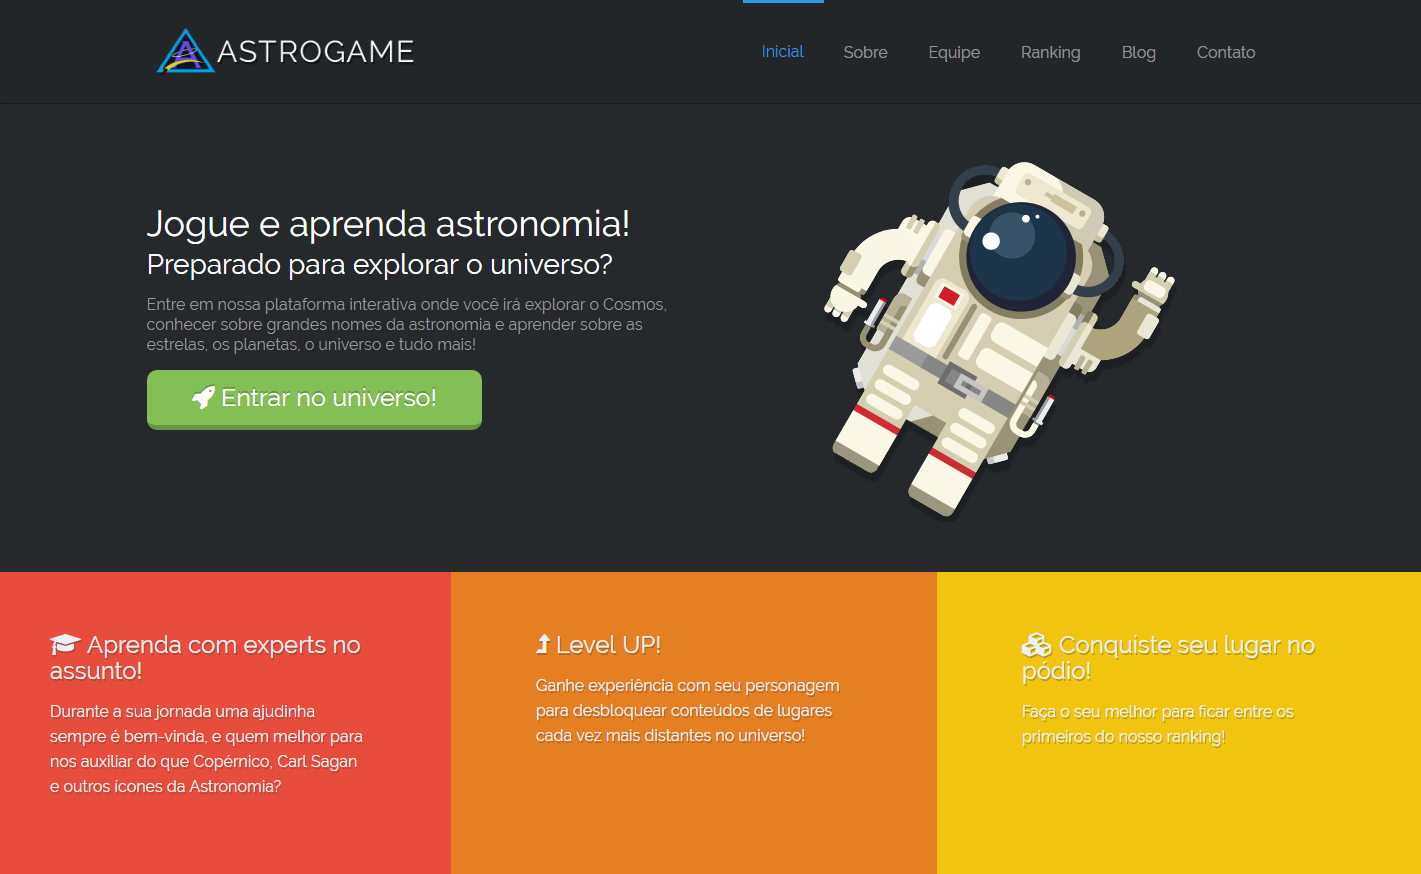 ASTROGAME
Inicial
Sobre
Equipe
Ranking
Blog
Contato
Jogue e aprenda astronomia!
Preparado para explorar o universo?
Entre em nossa plataforma interativa onde você irá explorar o Cosmos,
conhecer sobre grandes nomes da astronomia e aprender sobre as
estrelas, os planetas, o universo e tudo mais!
Entrar no universo!
Aprenda com experts no
assunto!
Durante a sua jornada uma ajudinha
sempre é bem-vinda, e quem melhor para
nos auxiliar do que Copérnico, Carl Sagan
e outros ícones da Astronomia?
Level UP!
Ganhe experiência com seu personagem
para desbloquear conteúdos de lugares
cada vez mais distantes no universo!
Conquiste seu lugar no
pódio!
Faça o seu melhor para ficar entre os
primeiros do nosso ranking!